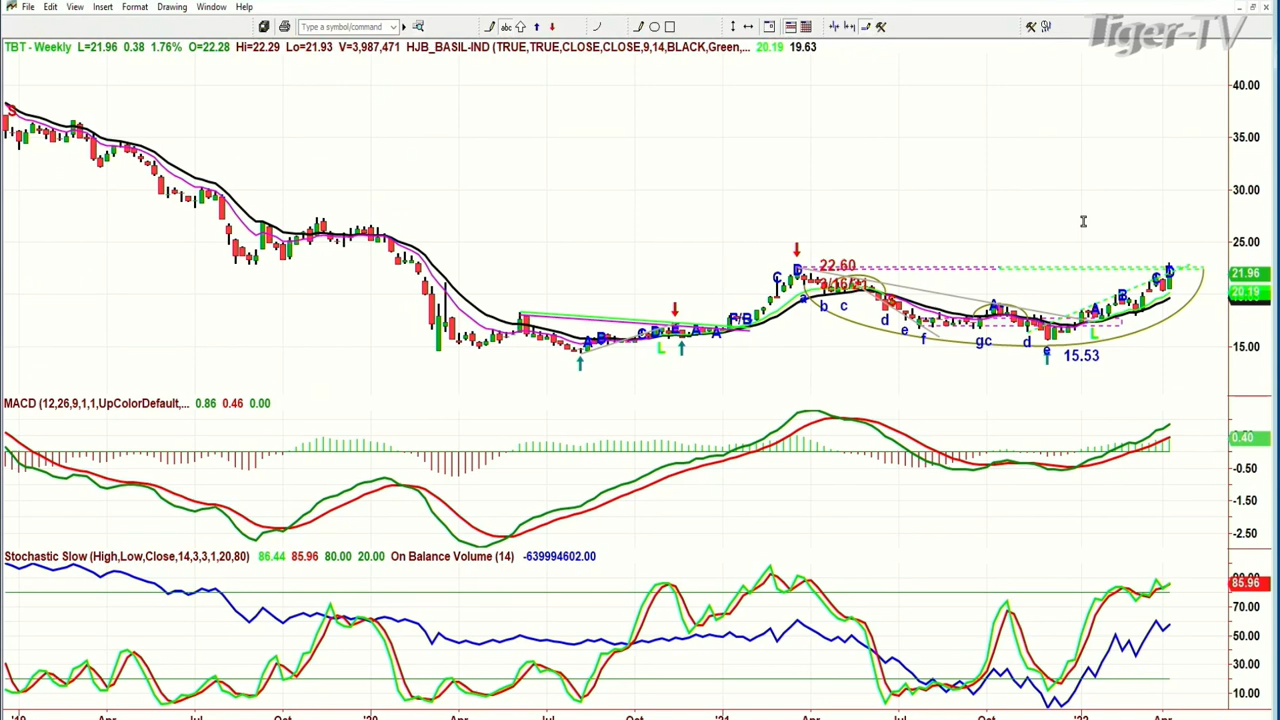 File Edit View Insert Format Drawing Window Help
Type a symbol/command
abc
Tiger-TV
TBT - Weekly L=21.96 0.38 1.76% O=22.28 Hi=22.29 Lo=21.93 V=3,987,471 HJB_BASIL-IND (TRUE,TRUE,CLOSE,CLOSE,9,14,BLACK,Green,... 20.19 19.63
40.00
S
35.00
30.00
25.00
22.60
C D
21.96
20.19
a b c
A B C D
d e f
A B C D E A A F/B
L
15.00
gc d e
15.53
A B C D
L
MACD (12,26,9,1,1,UpColorDefault,... 0.86 0.46 0.00
0.40
-0.50
-1.50
-2.50
Stochastic Slow (High,Low,Close,14,3,3,1,20,80) 86.44 85.96 80.00 20.00 On Balance Volume (14) -639994602.00
85.96
70.00
50.00
30.00
10.00
'19 Apr Jul Oct '20 Apr Jul Oct '21 Apr Jul Oct '22 Apr